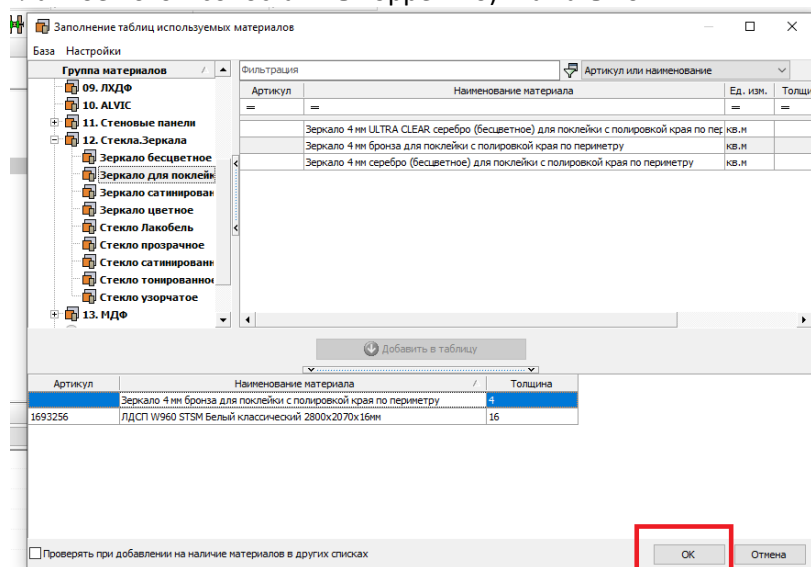 Заполнение таблиц используемых материалов
База Настройки
Группа материалов
09. ЛХДФ
10. ALVIC
11. Стеновые панели
12. Стекла.Зеркала
Зеркало бесцветное
Зеркало для поклейк
Зеркало сатинирован
Зеркало цветное
Стекло Лакобель
Стекло прозрачное
Стекло сатинированн
Стекло тонированное
Стекло узорчатое
13. МДФ
Фильтрация Артикул или наименование
Артикул Наименование материала Ед. изм. Толщи
= = = =
Зеркало 4 мм ULTRA CLEAR серебро (бесцветное) для поклейки с полировкой края по пер кв.м
Зеркало 4 мм бронза для поклейки с полировкой края по периметру кв.м
Зеркало 4 мм серебро (бесцветное) для поклейки с полировкой края по периметру кв.м
Добавить в таблицу
Артикул Наименование материала Толщина
Зеркало 4 мм бронза для поклейки с полировкой края по периметру 4
1693256 ЛДСП W960 STSM Белый классический 2800х2070х16мм 16
Проверять при добавлении на наличие материалов в других списках ОК Отмена